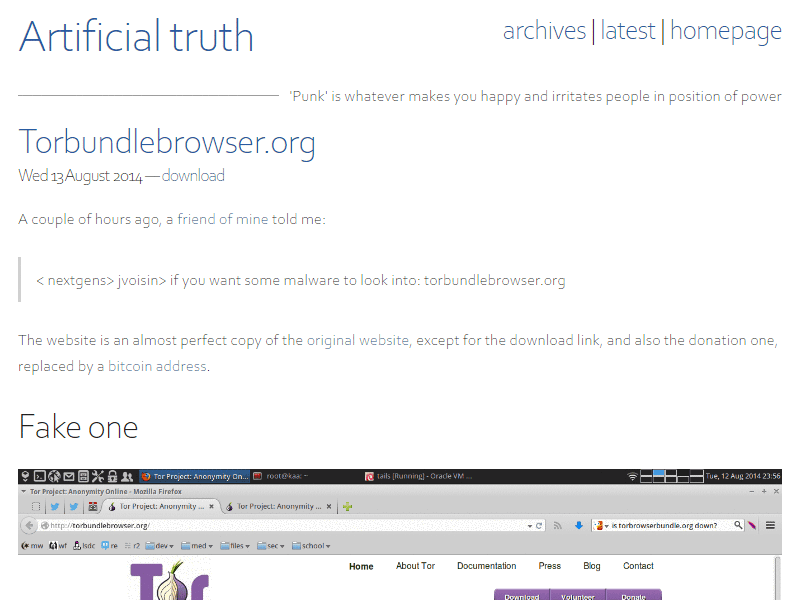 Artificial truth
archives | latest | homepage
'Punk' is whatever makes you happy and irritates people in position of power
Torbundlebrowser.org
Wed 13 August 2014 — download
A couple of hours ago, a friend of mine told me:
< nextgens> jvoisin> if you want some malware to look into: torbundlebrowser.org
The website is an almost perfect copy of the original website, except for the download link, and also the donation one,
replaced by a bitcoin address.
Fake one
Tor Project: Anonymity On... root@kaa: ~ tails [Running] - Oracle VM ... Tue, 12 Aug 2014 23:56
Tor Project: Anonymity Online - Mozilla Firefox
Tor Project: Anonymity ... Tor Project: Anonymity ...
http://torbundlebrowser.org/ is torbrowserbundle.org down?
mw wf lsdc re r2 dev med files sec school
Home About Tor Documentation Press Blog Contact
Tor
Download Volunteer Donate